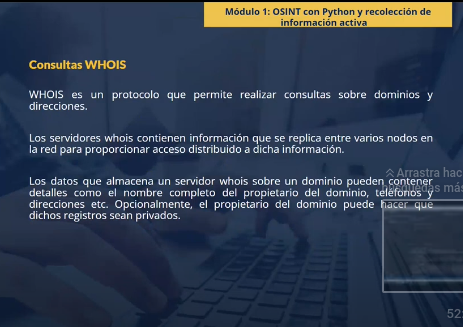 Módulo 1: OSINT con Python y recolección de
información activa
Consultas WHOIS
WHOIS es un protocolo que permite realizar consultas sobre dominios y
direcciones.
Los servidores whois contienen información que se replica entre varios nodos en
la red para proporcionar acceso distribuido a dicha información.
Los datos que almacena un servidor whois sobre un dominio pueden contener
detalles como el nombre completo del propietario del dominio, teléfonos y
direcciones etc. Opcionalmente, el propietario del dominio puede hacer que
dichos registros sean privados.
Arrastra hac
más
52